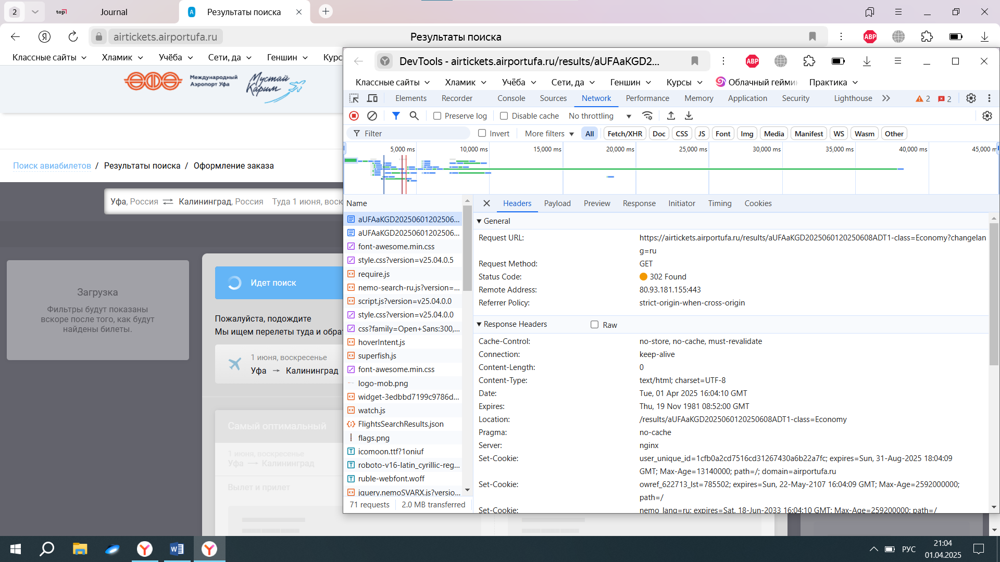 2
top
Journal
Результаты поиска
airtickets.airportufa.ru
Результаты поиска
ABP
Классные сайты
Хламик
Учёба
Сети, да
Геншин
Курс
Международный
Аэропорт Уфа
Мустай
Карим
Поиск авиабилетов / Результаты поиска / Оформление заказа
Уфа, Россия
Калининград, Россия
Туда 1 июня, воск
Загрузка
Фильтры будут показаны
вскоре после того, как будут
найдены билеты.
Идет поиск
Пожалуйста, подождите
Мы ищем перелеты туда и обрат
1 июня, воскресенье
Уфа → Калининград
Самый оптимальный
1 июня, воскресенье
Уфа → Калининград
Вылет и прилет
DevTools - airtickets.airportufa.ru/results/aUFAaKGD2...
ABP
Классные сайты
Хламик
Учёба
Сети, да
Геншин
Курсы
Облачный гейми
Практика
Elements
Recorder
Console
Sources
Network
Performance
Memory
Application
Security
Lighthouse
2
2
Preserve log
Disable cache
No throttling
Filter
Invert
More filters
All
Fetch/XHR
Doc
CSS
JS
Font
Img
Media
Manifest
WS
Wasm
Other
5,000 ms
10,000 ms
15,000 ms
20,000 ms
25,000 ms
30,000 ms
35,000 ms
40,000 ms
45,000 m
Name
aUFAaKGD20250601202506...
aUFAaKGD20250601202506...
font-awesome.min.css
style.css?version=v25.04.0.5
require.js
nemo-search-ru.js?version=...
script.js?version=v25.04.0.0
style.css?version=v25.04.0.0
css?family=Open+Sans:300,...
hoverIntent.js
superfish.js
font-awesome.min.css
logo-mob.png
widget-3edbbd7199c9786d...
watch.js
FlightsSearchResults.json
flags.png
icomoon.ttf?1oniuf
roboto-v16-latin_cyrillic-reg...
ruble-webfont.woff
jquery.nemoSVARX.js?versio...
71 requests
2.0 MB transferred
Headers
Payload
Preview
Response
Initiator
Timing
Cookies
General
Request URL:
https://airtickets.airportufa.ru/results/aUFAaKGD2025060120250608ADT1-class=Economy?changelan
g=ru
Request Method:
GET
Status Code:
302 Found
Remote Address:
80.93.181.155:443
Referrer Policy:
strict-origin-when-cross-origin
Response Headers
Raw
Cache-Control:
no-store, no-cache, must-revalidate
Connection:
keep-alive
Content-Length:
0
Content-Type:
text/html; charset=UTF-8
Date:
Tue, 01 Apr 2025 16:04:10 GMT
Expires:
Thu, 19 Nov 1981 08:52:00 GMT
Location:
/results/aUFAaKGD2025060120250608ADT1-class=Economy
Pragma:
no-cache
Server:
nginx
Set-Cookie:
user_unique_id=1cfb0a2cd7516cd31267430a6b22a7fc; expires=Sun, 31-Aug-2025 18:04:09
GMT; Max-Age=13140000; path=/; domain=airportufa.ru
Set-Cookie:
owref_622713_lst=785502; expires=Sun, 22-May-2107 16:04:09 GMT; Max-Age=2592000000;
path=/
Set-Cookie:
nemo_lang=ru; expires=Sat, 18-Jun-2033 16:04:10 GMT; Max-Age=259200000; path=/
РУС
21:04
01.04.2025